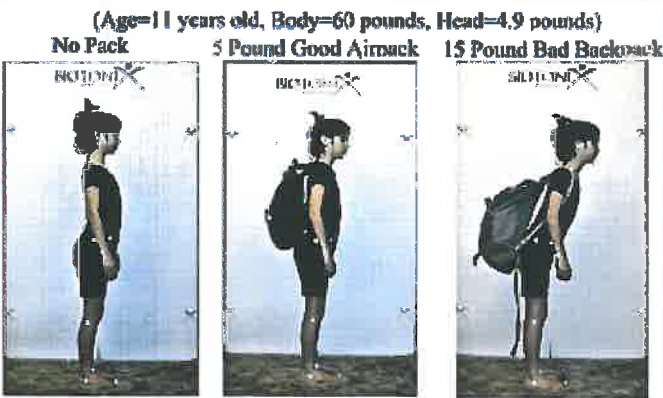 (Age=11 years old, Body=60 pounds, Head=4.9 pounds)
No Pack
5 Pound Good Airpack
15 Pound Bad Backpack